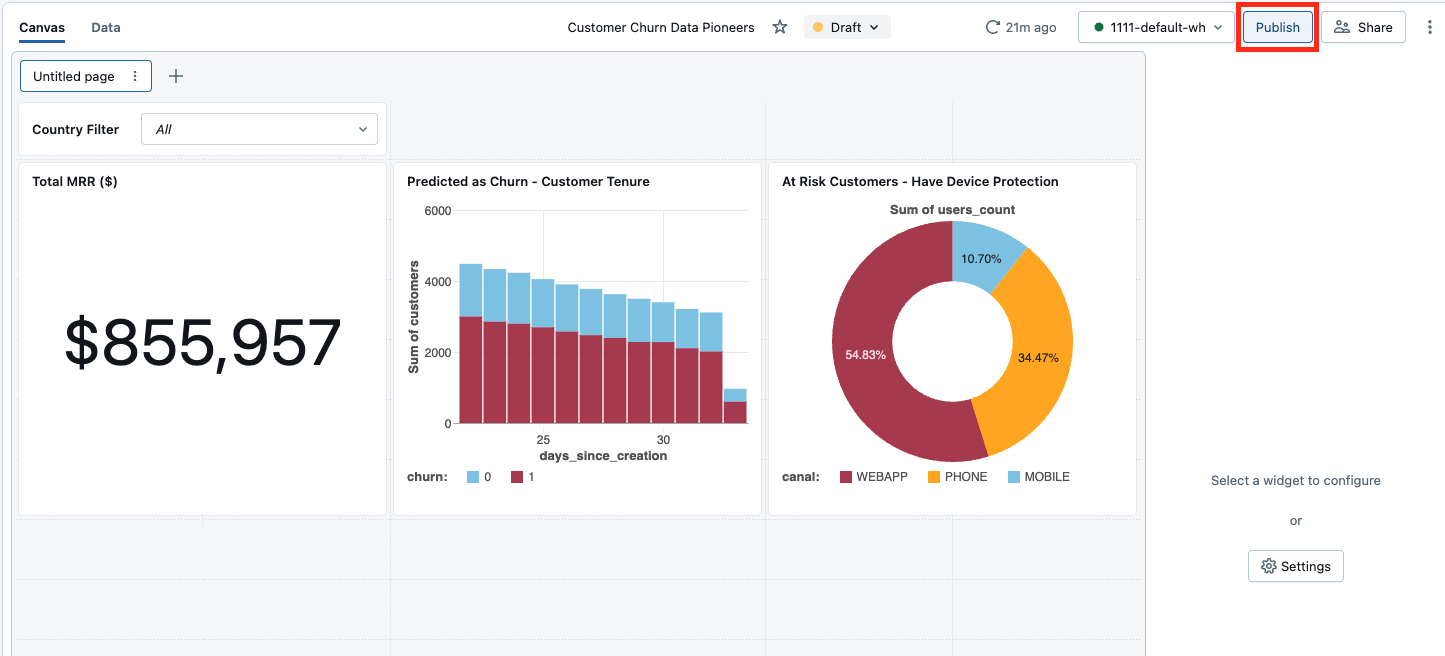 Canvas
Data
Customer Churn Data Pioneers
Draft
21m ago
1111-default-wh
Publish
Share
Untitled page
Country Filter
All
Total MRR ($)
$855,957
Predicted as Churn - Customer Tenure
6000
4000
2000
0
Sum of customers
25
30
days_since_creation
churn:
0
1
At Risk Customers - Have Device Protection
Sum of users_count
10.70%
54.83%
34.47%
canal:
WEBAPP
PHONE
MOBILE
Select a widget to configure
or
Settings